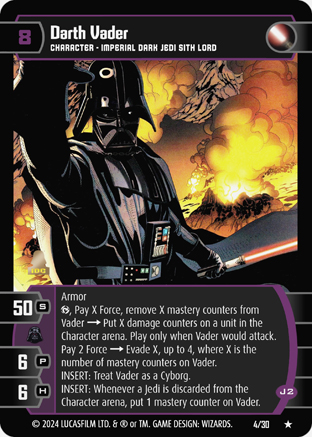 8
Darth Vader
CHARACTER - IMPERIAL DARK JEDI SITH LORD
50 S
6 P
6 H
Armor
, Pay X Force, remove X mastery counters from
Vader → Put X damage counters on a unit in the
Character arena. Play only when Vader would attack.
Pay 2 Force → Evade X, up to 4, where X is the
number of mastery counters on Vader.
INSERT: Treat Vader as a Cyborg.
INSERT: Whenever a Jedi is discarded from the
Character arena, put 1 mastery counter on Vader.
J2
© 2024 LUCASFILM LTD. & ® or TM. GAME DESIGN: WIZARDS.
4/30
★